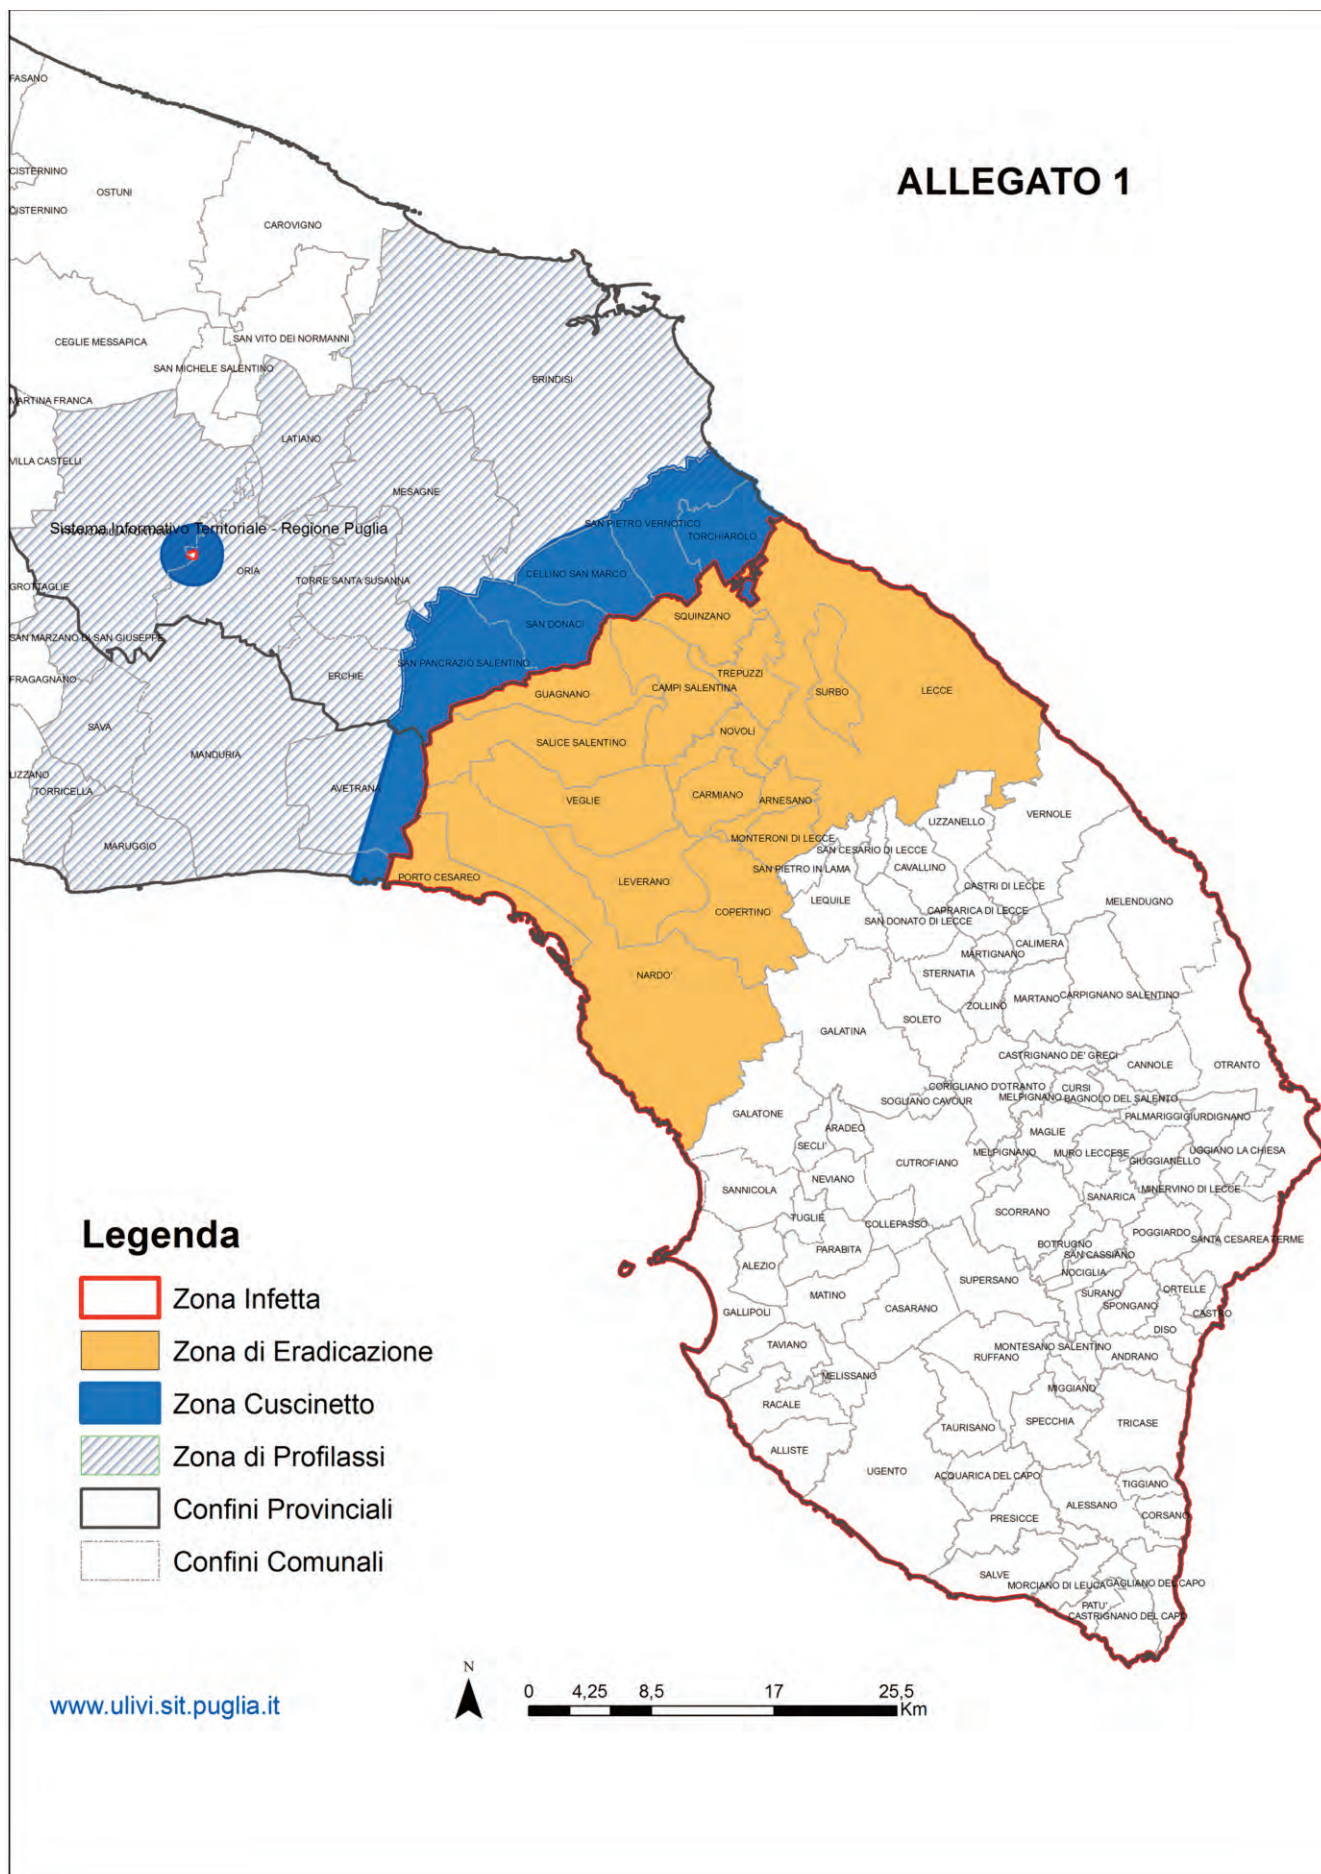 ALLEGATO 1
FASANO
CISTERNINO
OSTUNI
CISTERNINO
CAROVIGNO
CEGLIE MESSAPICA
SAN VITO DEI NORMANNI
SAN MICHELE SALENTINO
BRINDISI
MARTINA FRANCA
LATIANO
VILLA CASTELLI
MESAGNE
Sistema Informativo Territoriale - Regione Puglia
SAN PIETRO VERNOTICO
TORCHIAROLO
ORIA
TORRE SANTA SUSANNA
CELLINO SAN MARCO
GROTTAGLIE
SQUINZANO
SAN DONACI
SAN MARZANO DI SAN GIUSEPPE
SAN PANCRAZIO SALENTINO
ERCHIE
TREPUZZI
FRAGAGNANO
GUAGNANO
CAMPI SALENTINA
SURBO
LECCE
SAVA
NOVOLI
SALICE SALENTINO
MANDURIA
LIZZANO
TORRICELLA
AVETRANA
VEGLIE
CARMIANO
ARNESANO
VERNOLE
LIZZANELLO
MONTERONI DI LECCE
MARUGGIO
SAN CESARIO DI LECCE
PORTO CESAREO
LEVERANO
SAN PIETRO IN LAMA
CAVALLINO
CASTRI DI LECCE
LEQUILE
MELENDUGNO
COPERTINO
CAPRARICA DI LECCE
SAN DONATO DI LECCE
CALIMERA
MARTIGNANO
NARDO'
STERNATIA
ZOLLINO
MARTANO
CARPIGNANO SALENTINO
SOLETO
GALATINA
CASTRIGNANO DE' GRECI
CANNOLE
OTRANTO
CORIGLIANO D'OTRANTO
CURSI
MELPIGNANO
BAGNOLO DEL SALENTO
SOGLIANO CAVOUR
GALATONE
PALMARIGGI
GIURDIGNANO
ARADEO
MAGLIE
SECLI'
MELPIGNANO
MURO LECCESE
UGGIANO LA CHIESA
GIUGGIANELLO
CUTROFIANO
NEVIANO
SANNICOLA
SANARICA
MINERVINO DI LECCE
SCORRANO
TUGLIE
COLLEPASSO
POGGIARDO
SANTA CESAREA TERME
BOTRUGNO
SAN CASSIANO
PARABITA
ALEZIO
NOCIGLIA
SUPERSANO
SURANO
ORTELLE
MATINO
SPONGANO
CASARANO
GALLIPOLI
CASTRO
DISO
TAVIANO
MONTESANO SALENTINO
RUFFANO
ANDRANO
MELISSANO
MIGGIANO
RACALE
SPECCHIA
TRICASE
TAURISANO
ALLISTE
UGENTO
ACQUARICA DEL CAPO
TIGGIANO
ALESSANO
PRESICCE
CORSANO
SALVE
MORCIANO DI LEUCA
GAGLIANO DEL CAPO
PATU'
CASTRIGNANO DEL CAPO
Legenda
Zona Infetta
Zona di Eradicazione
Zona Cuscinetto
Zona di Profilassi
Confini Provinciali
Confini Comunali
www.ulivi.sit.puglia.it
N
0 4,25 8,5 17 25,5
Km